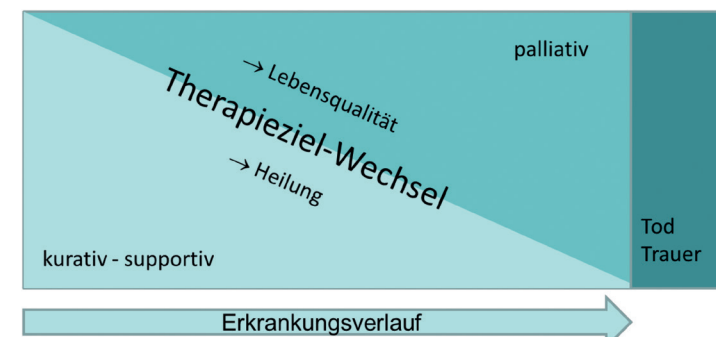 palliativ
→ Lebensqualität
Therapieziel-Wechsel
→ Heilung
kurativ - supportiv
Tod
Trauer
Erkrankungsverlauf